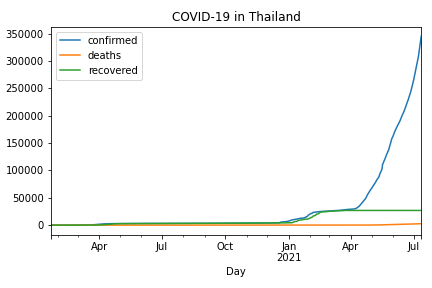 COVID-19 in Thailand
confirmed
deaths
recovered
350000
300000
250000
200000
150000
100000
50000
0
Apr Jul Oct Jan Apr Jul
2021
Day